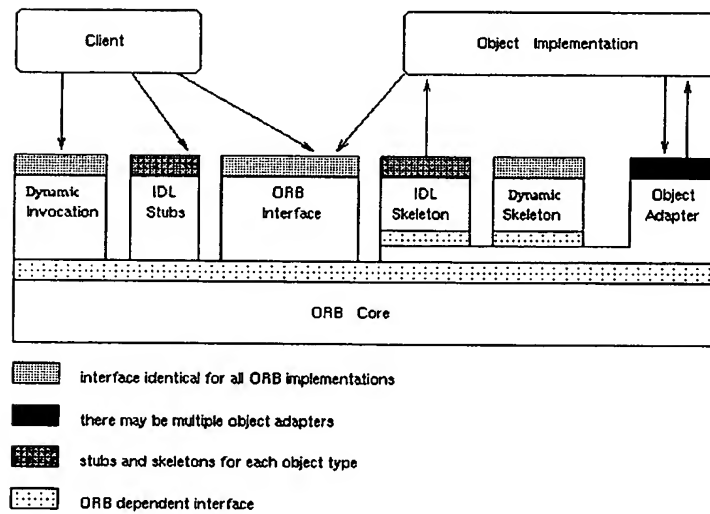 Client
Object Implementation
Dynamic
Invocation
IDL
Stubs
ORB
Interface
IDL
Skeleton
Dynamic
Skeleton
Object
Adapter
ORB Core
interface identical for all ORB implementations
there may be multiple object adapters
stubs and skeletons for each object type
ORB dependent interface